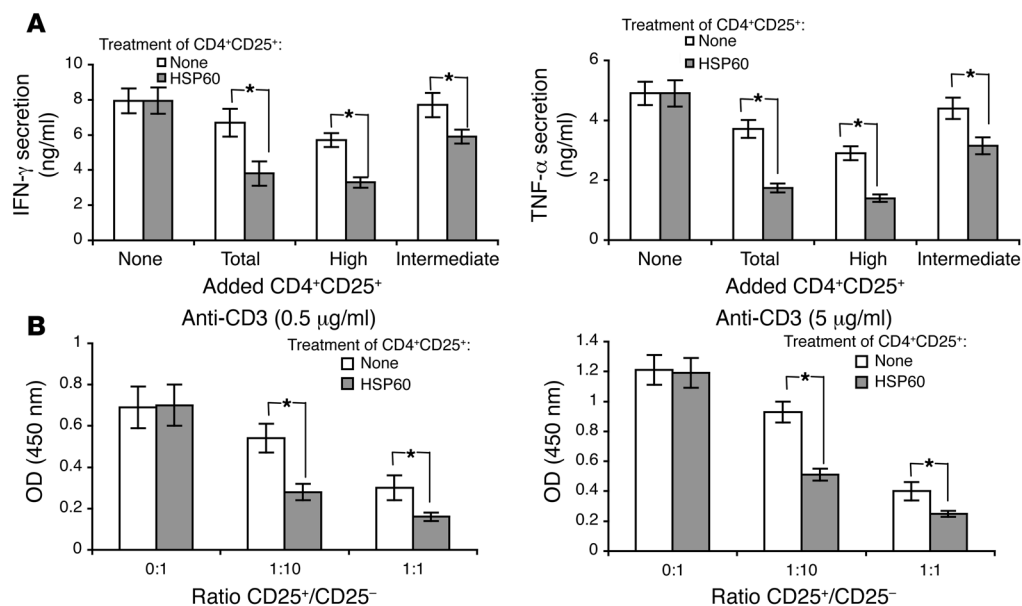 A
Treatment of CD4⁺CD25⁺:
None
HSP60
IFN-γ secretion
(ng/ml)
10
8
6
4
2
0
*
*
*
None
Total
High
Intermediate
Added CD4⁺CD25⁺
Treatment of CD4⁺CD25⁺:
None
HSP60
TNF-α secretion
(ng/ml)
6
4
2
0
*
*
*
None
Total
High
Intermediate
Added CD4⁺CD25⁺
B
Anti-CD3 (0.5 μg/ml)
Treatment of CD4⁺CD25⁺:
None
HSP60
OD (450 nm)
1
0.8
0.6
0.4
0.2
0
*
*
0:1
1:10
1:1
Ratio CD25⁺/CD25⁻
Anti-CD3 (5 μg/ml)
Treatment of CD4⁺CD25⁺:
None
HSP60
OD (450 nm)
1.4
1.2
1
0.8
0.6
0.4
0.2
0
*
*
0:1
1:10
1:1
Ratio CD25⁺/CD25⁻